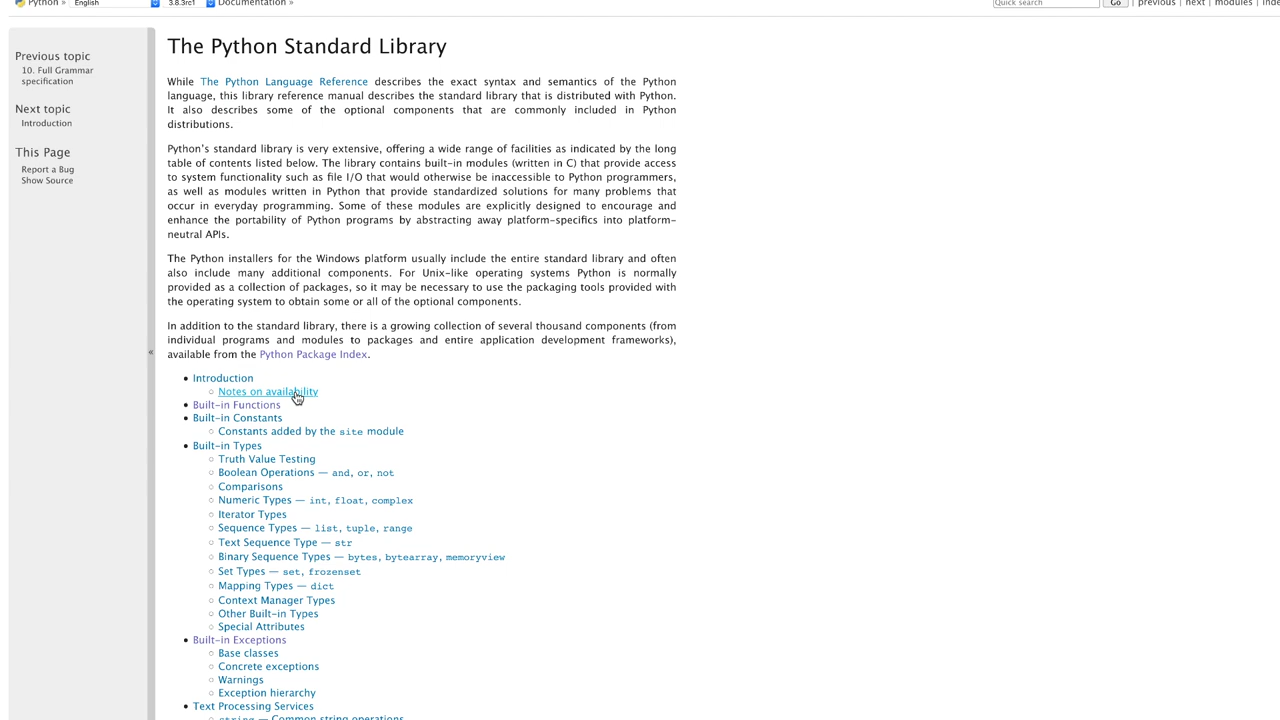 Python » English 3.8.3rc1 Documentation » Quick search Go | previous | next | modules |
Previous topic
10. Full Grammar
specification
Next topic
Introduction
This Page
Report a Bug
Show Source
«
The Python Standard Library
While The Python Language Reference describes the exact syntax and semantics of the Python
language, this library reference manual describes the standard library that is distributed with Python.
It also describes some of the optional components that are commonly included in Python
distributions.
Python's standard library is very extensive, offering a wide range of facilities as indicated by the long
table of contents listed below. The library contains built-in modules (written in C) that provide access
to system functionality such as file I/O that would otherwise be inaccessible to Python programmers,
as well as modules written in Python that provide standardized solutions for many problems that
occur in everyday programming. Some of these modules are explicitly designed to encourage and
enhance the portability of Python programs by abstracting away platform-specifics into platform-
neutral APIs.
The Python installers for the Windows platform usually include the entire standard library and often
also include many additional components. For Unix-like operating systems Python is normally
provided as a collection of packages, so it may be necessary to use the packaging tools provided with
the operating system to obtain some or all of the optional components.
In addition to the standard library, there is a growing collection of several thousand components (from
individual programs and modules to packages and entire application development frameworks),
available from the Python Package Index.
• Introduction
○ Notes on availability
• Built-in Functions
• Built-in Constants
○ Constants added by the site module
• Built-in Types
○ Truth Value Testing
○ Boolean Operations — and, or, not
○ Comparisons
○ Numeric Types — int, float, complex
○ Iterator Types
○ Sequence Types — list, tuple, range
○ Text Sequence Type — str
○ Binary Sequence Types — bytes, bytearray, memoryview
○ Set Types — set, frozenset
○ Mapping Types — dict
○ Context Manager Types
○ Other Built-in Types
○ Special Attributes
• Built-in Exceptions
○ Base classes
○ Concrete exceptions
○ Warnings
○ Exception hierarchy
• Text Processing Services
○ string — Common string operations